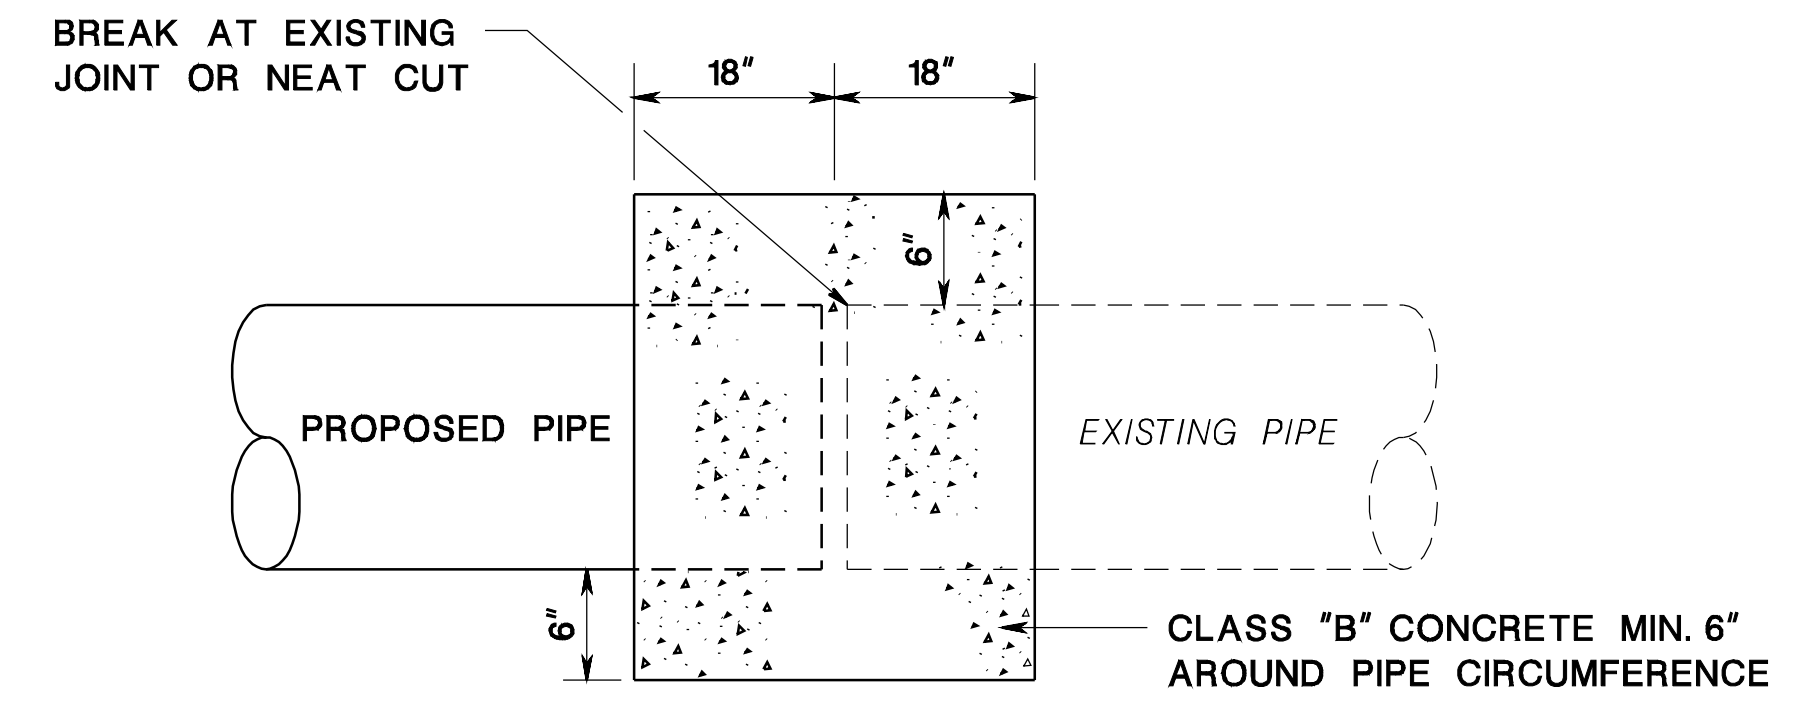 BREAK AT EXISTING
JOINT OR NEAT CUT
18" 18"
6"
PROPOSED PIPE
EXISTING PIPE
6"
CLASS "B" CONCRETE MIN. 6"
AROUND PIPE CIRCUMFERENCE